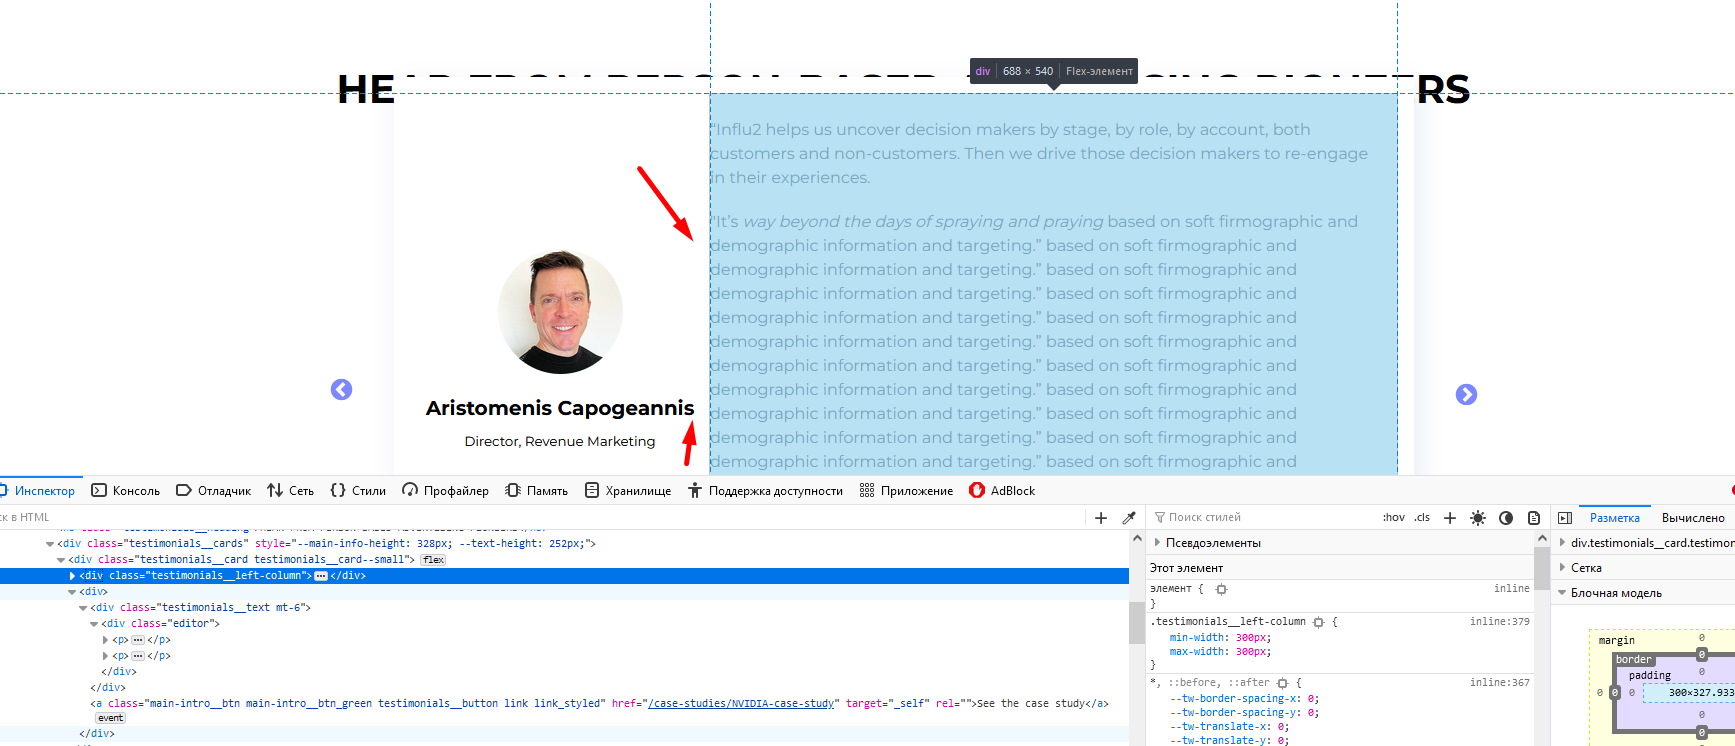 HEAR FROM PERSON-BASED
RS
div 688 × 540 Flex-элемент
"Influ2 helps us uncover decision makers by stage, by role, by account, both
customers and non-customers. Then we drive those decision makers to re-engage
in their experiences.
"It's way beyond the days of spraying and praying based on soft firmographic and
demographic information and targeting." based on soft firmographic and
demographic information and targeting." based on soft firmographic and
demographic information and targeting." based on soft firmographic and
demographic information and targeting." based on soft firmographic and
demographic information and targeting." based on soft firmographic and
demographic information and targeting." based on soft firmographic and
demographic information and targeting." based on soft firmographic and
demographic information and targeting." based on soft firmographic and
demographic information and targeting." based on soft firmographic and
demographic information and targeting." based on soft firmographic and
Aristomenis Capogeannis
Director, Revenue Marketing
Инспектор Консоль Отладчик Сеть Стили Профайлер Память Хранилище Поддержка доступности Приложение AdBlock
ск в HTML
<div class="testimonials__cards" style="--main-info-height: 328px; --text-height: 252px;">
<div class="testimonials__card testimonials__card--small"> flex
<div class="testimonials__left-column"> ••• </div>
<div>
<div class="testimonials__text mt-6">
<div class="editor">
<p> ••• </p>
<p> ••• </p>
</div>
</div>
<a class="main-intro__btn main-intro__btn_green testimonials__button link link_styled" href="/case-studies/NVIDIA-case-study" target="_self" rel="">See the case study</a>
event
</div>
Поиск стилей :hov .cls +
Псевдоэлементы
Этот элемент
элемент { inline
}
.testimonials__left-column { inline:379
min-width: 300px;
max-width: 300px;
}
*, ::before, ::after { inline:367
--tw-border-spacing-x: 0;
--tw-border-spacing-y: 0;
--tw-translate-x: 0;
--tw-translate-y: 0;
Разметка Вычислено
div.testimonials__card.testimon
Сетка
Блочная модель
margin 0
border 0
padding 0
0 0 0 300×327.933
0
0